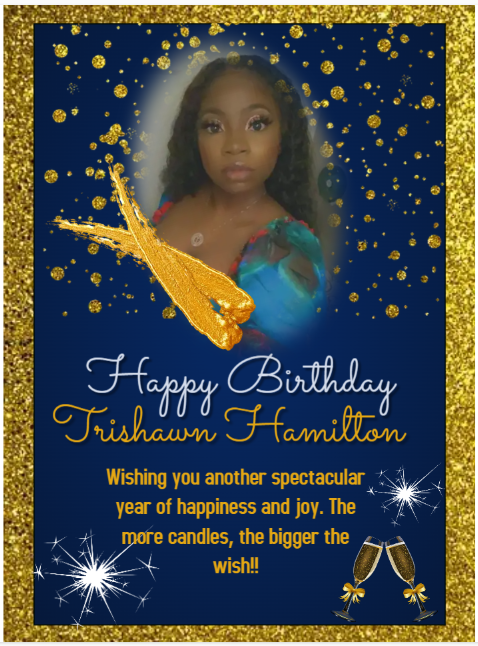 Happy Birthday
Trishawn Hamilton
Wishing you another spectacular
year of happiness and joy. The
more candles, the bigger the
wish!!